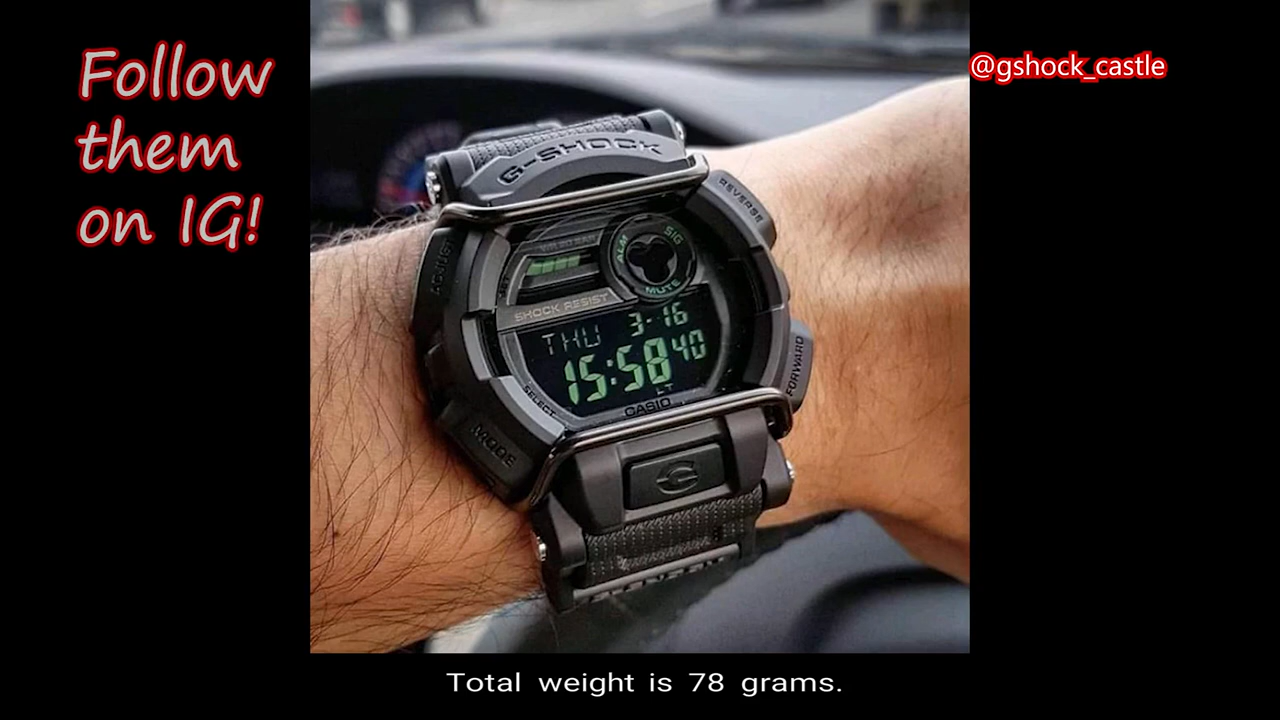 Follow
them
on IG!
@gshock_castle
G-SHOCK
REVERSE
ADJUST
ALM
SIG
MUTE
SHOCK RESIST
THU 3-16
15:58 40
LT
CASIO
SELECT
MODE
FORWARD
G
Total weight is 78 grams.